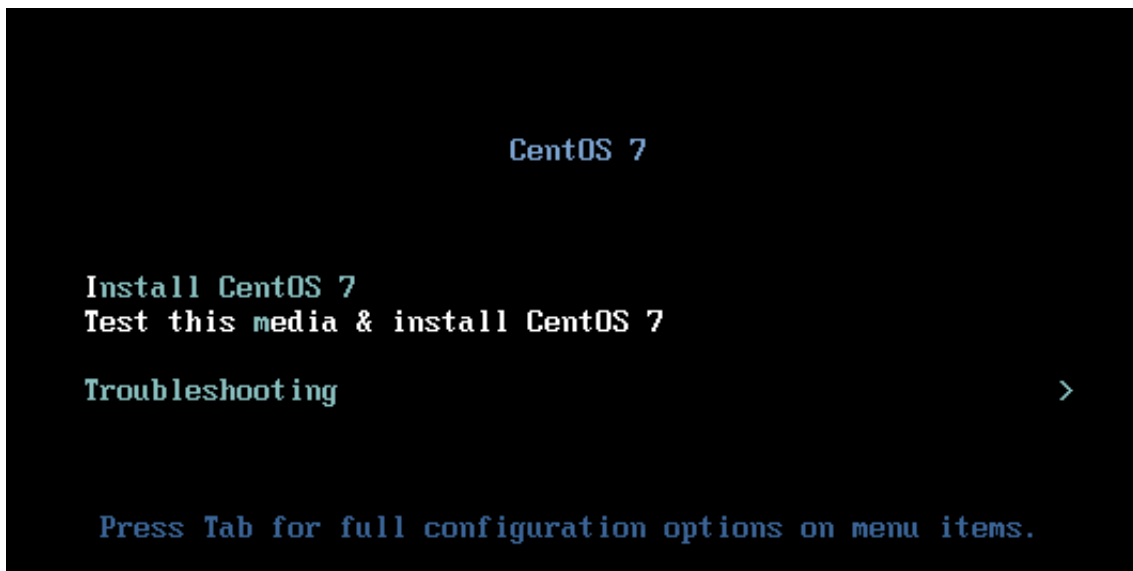 CentOS 7
Install CentOS 7
Test this media & install CentOS 7
Troubleshooting >
Press Tab for full configuration options on menu items.